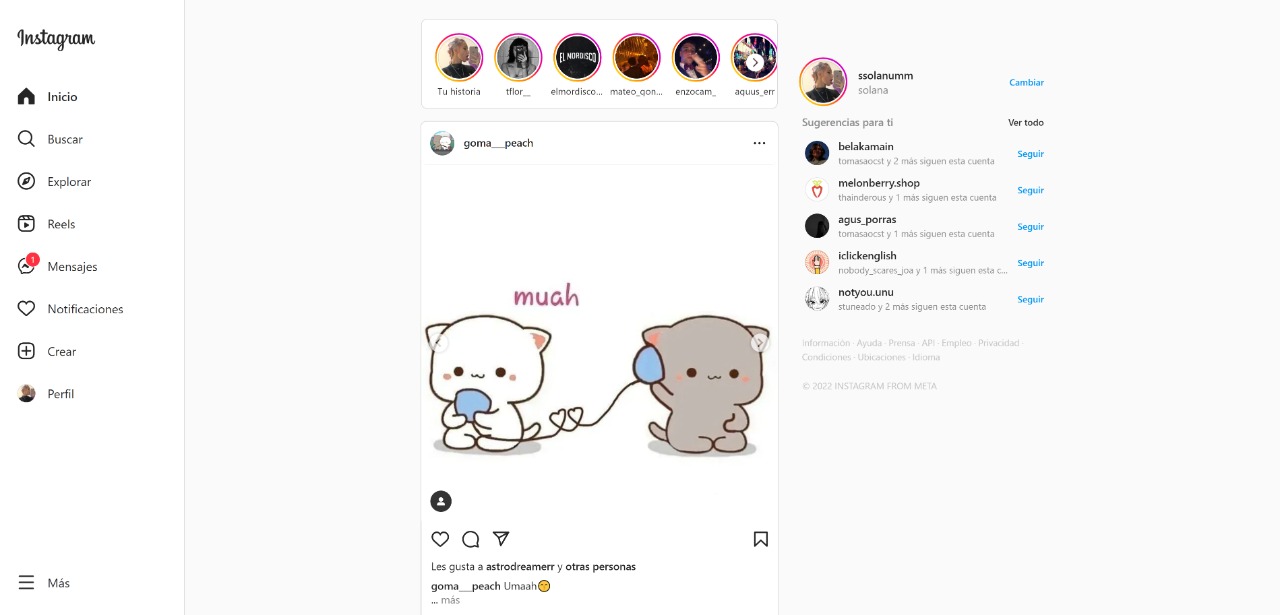 Instagram
Inicio
Buscar
Explorar
Reels
1
Mensajes
Notificaciones
Crear
Perfil
Más
EL NORDISCO
Tu historia
tflor__
elmordisco...
mateo_gon...
enzocam_
aquus_err
goma___peach
muah
Les gusta a astrodreamerr y otras personas
goma___peach Umaah😙
... más
ssolanumm
solana
Cambiar
Sugerencias para ti
Ver todo
belakamain
tomasaocst y 2 más siguen esta cuenta
Seguir
melonberry.shop
thainderous y 1 más siguen esta cuenta
Seguir
agus_porras
tomasaocst y 1 más siguen esta cuenta
Seguir
iclickenglish
nobody_scares_joa y 1 más siguen esta c...
Seguir
notyou.unu
stuneado y 2 más siguen esta cuenta
Seguir
Información · Ayuda · Prensa · API · Empleo · Privacidad ·
Condiciones · Ubicaciones · Idioma
© 2022 INSTAGRAM FROM META